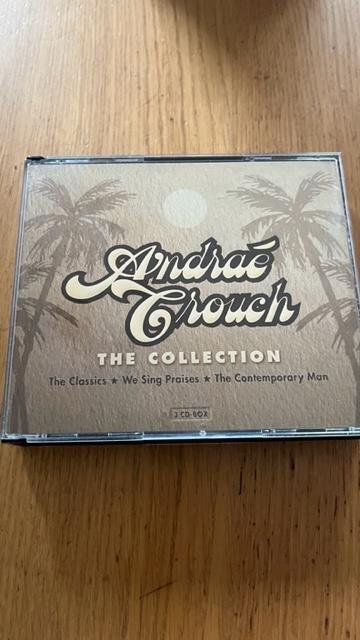 Andraé
Crouch
THE COLLECTION
The Classics ★ We Sing Praises ★ The Contemporary Man
3 CD-BOX